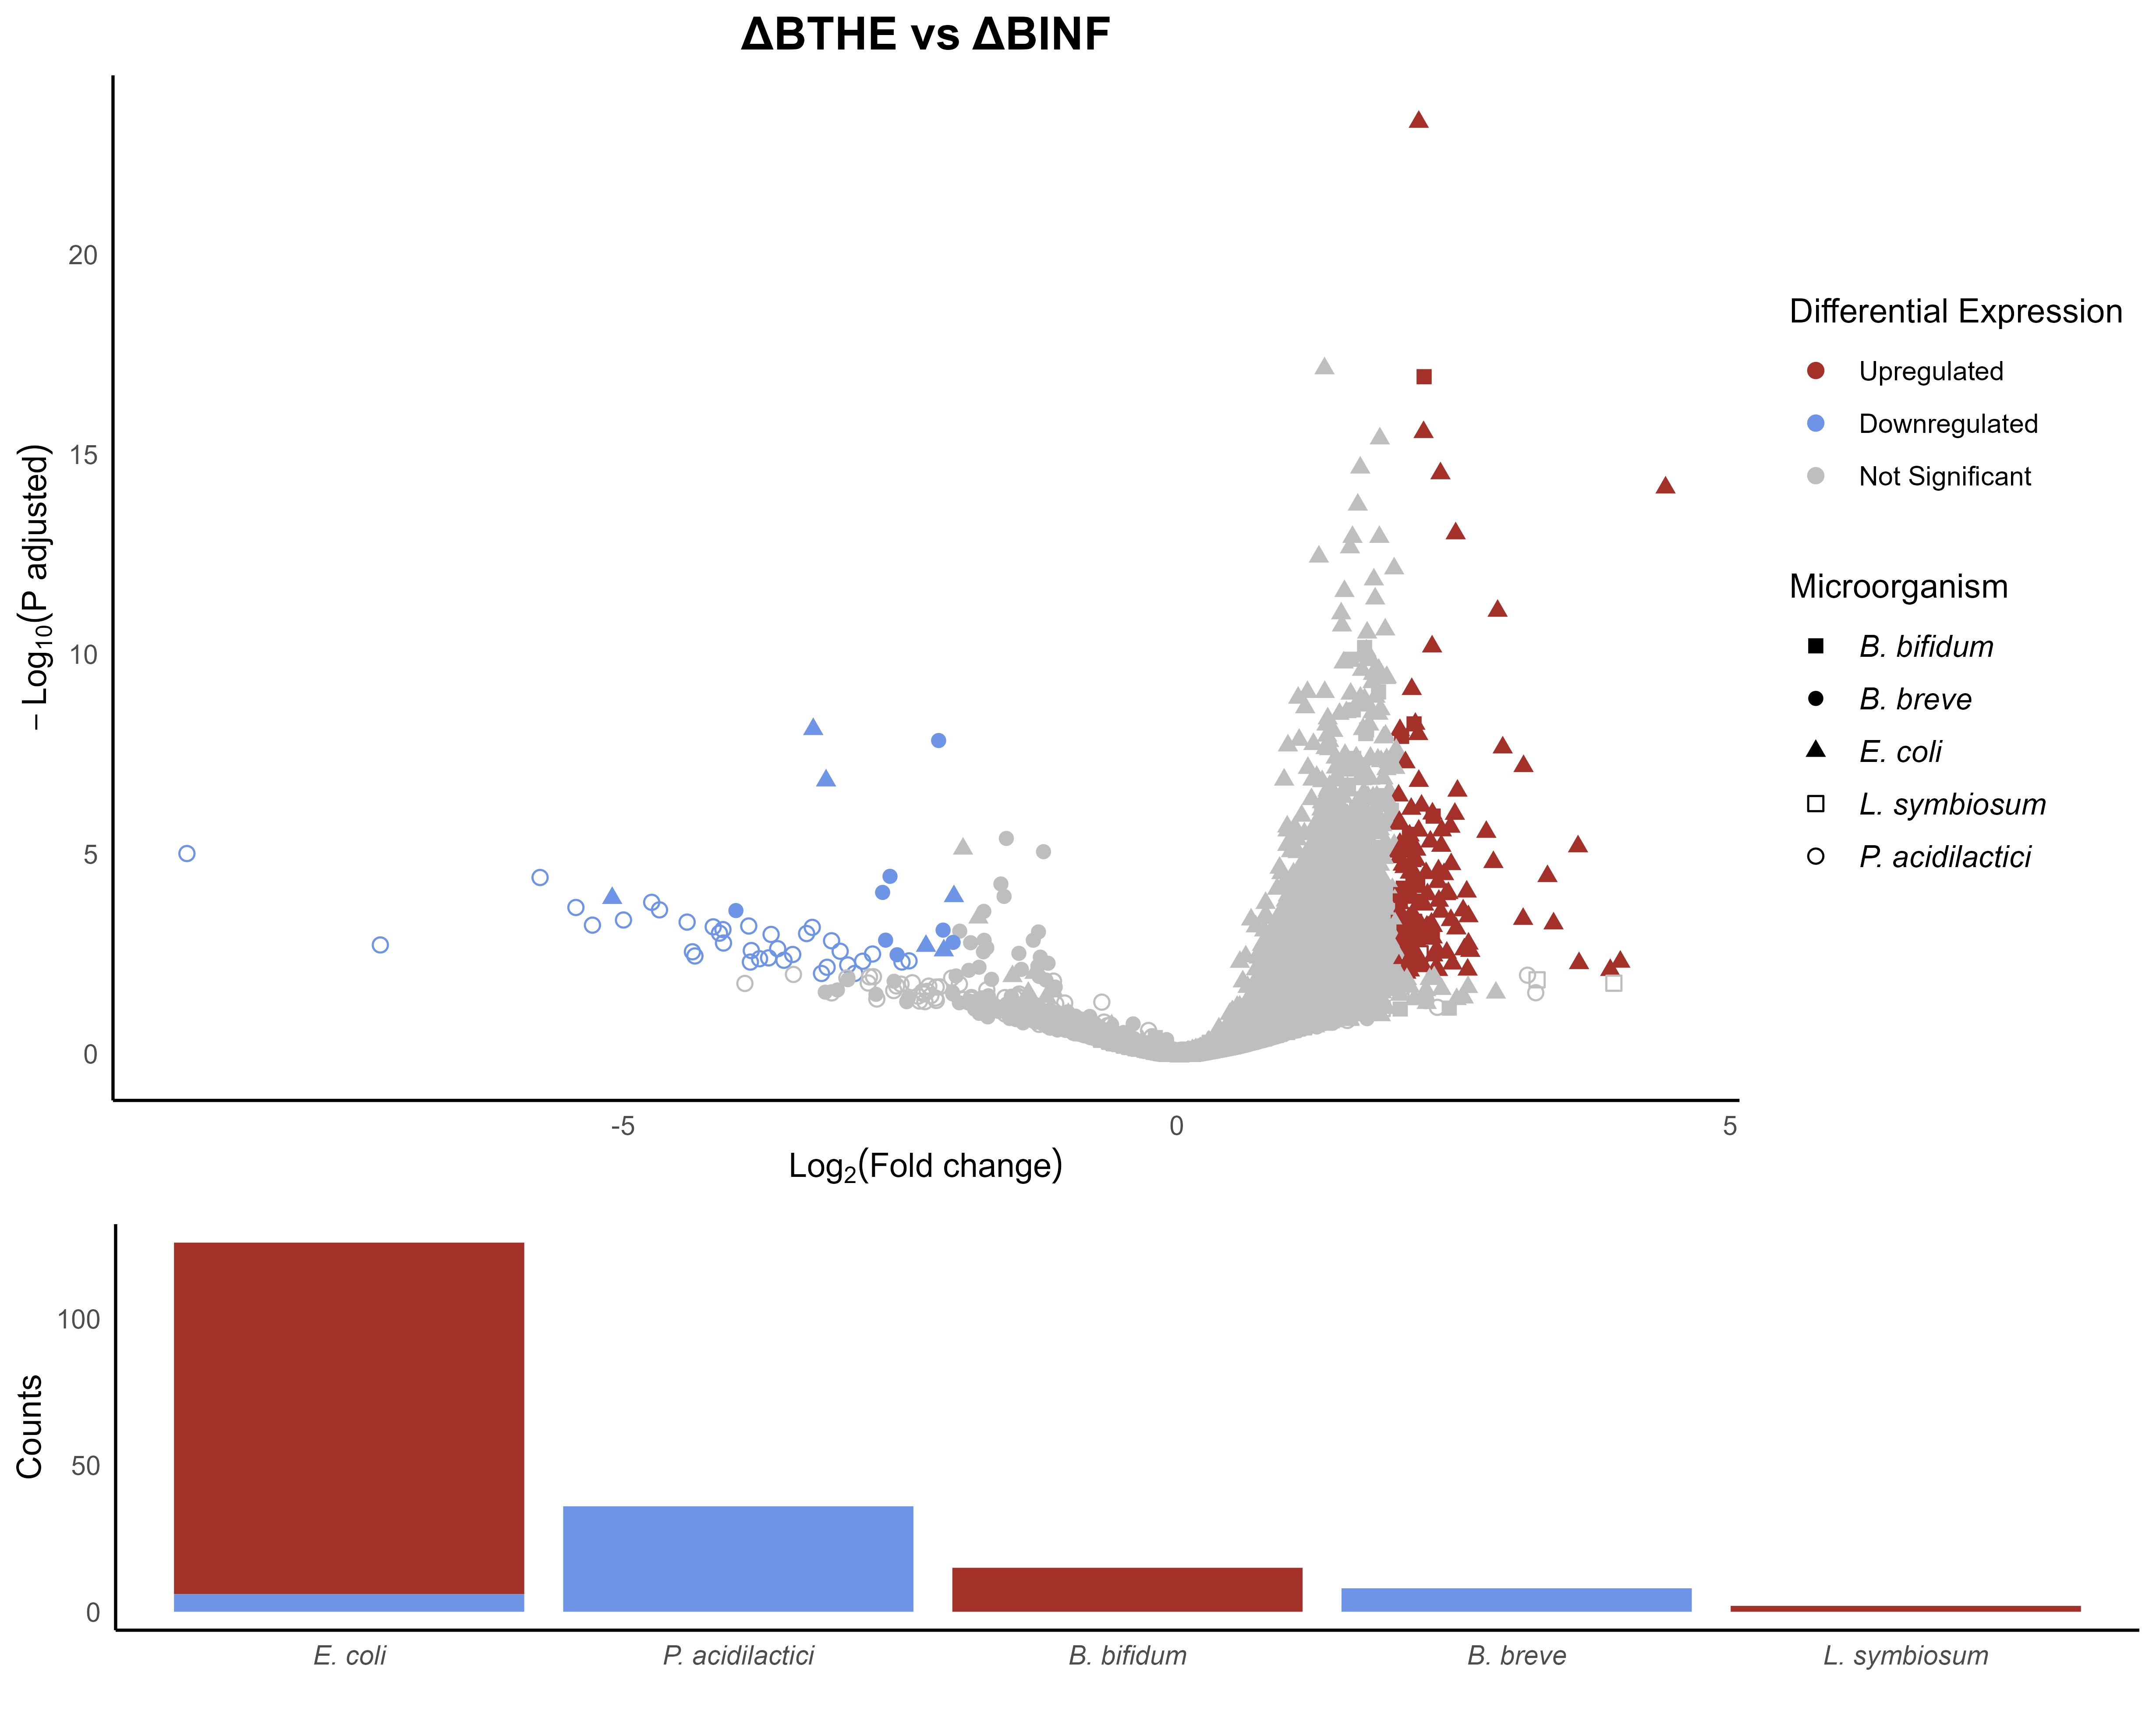 ΔBTHE vs ΔBINF
− Log10(P adjusted)
20
15
10
5
0
-5
0
5
Log2(Fold change)
Differential Expression
Upregulated
Downregulated
Not Significant
Microorganism
B. bifidum
B. breve
E. coli
L. symbiosum
P. acidilactici
Counts
100
50
0
E. coli
P. acidilactici
B. bifidum
B. breve
L. symbiosum